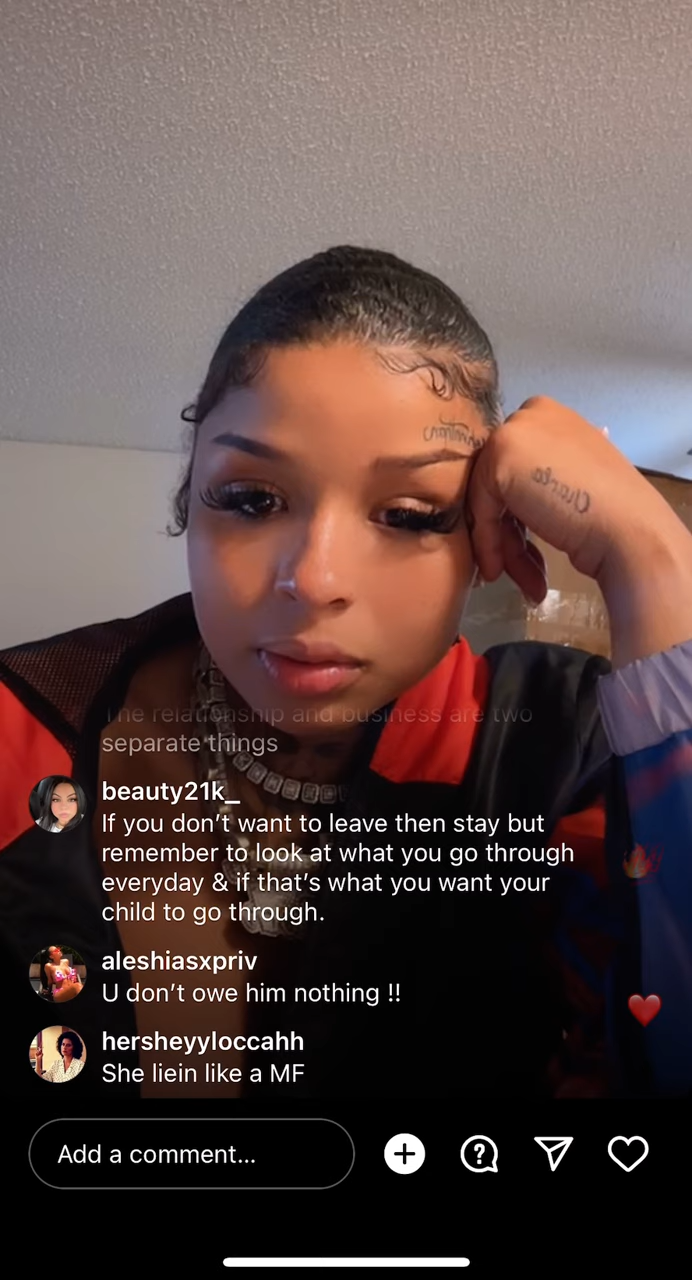 The relationship and business are two
separate things
beauty21k_
If you don’t want to leave then stay but
remember to look at what you go through
everyday & if that’s what you want your
child to go through.
aleshiasxpriv
U don’t owe him nothing !!
hersheyyloccahh
She liein like a MF
Add a comment...